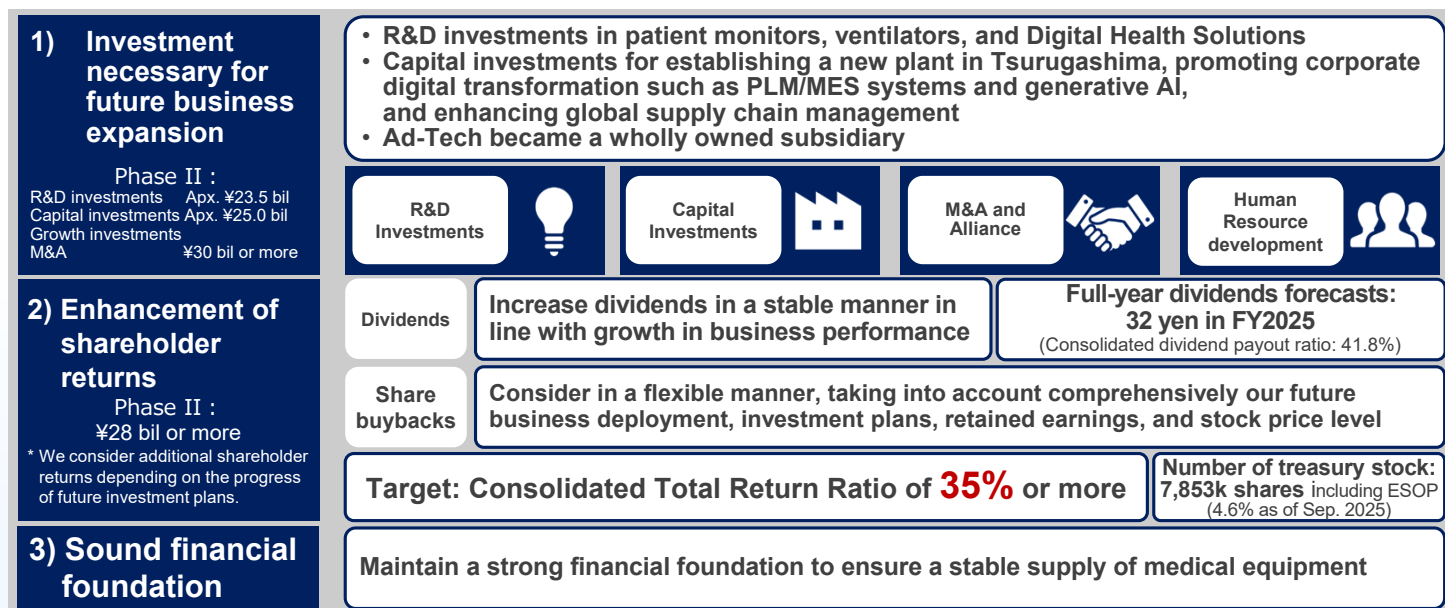 1) Investment
necessary for
future business
expansion
Phase II :
R&D investments Apx. ¥23.5 bil
Capital investments Apx. ¥25.0 bil
Growth investments
M&A ¥30 bil or more
• R&D investments in patient monitors, ventilators, and Digital Health Solutions
• Capital investments for establishing a new plant in Tsurugashima, promoting corporate
digital transformation such as PLM/MES systems and generative AI,
and enhancing global supply chain management
• Ad-Tech became a wholly owned subsidiary
R&D
Investments
Capital
Investments
M&A and
Alliance
Human
Resource
development
2) Enhancement of
shareholder
returns
Phase II :
¥28 bil or more
* We consider additional shareholder
returns depending on the progress
of future investment plans.
Dividends
Increase dividends in a stable manner in
line with growth in business performance
Full-year dividends forecasts:
32 yen in FY2025
(Consolidated dividend payout ratio: 41.8%)
Share
buybacks
Consider in a flexible manner, taking into account comprehensively our future
business deployment, investment plans, retained earnings, and stock price level
Target: Consolidated Total Return Ratio of 35% or more
Number of treasury stock:
7,853k shares including ESOP
(4.6% as of Sep. 2025)
3) Sound financial
foundation
Maintain a strong financial foundation to ensure a stable supply of medical equipment